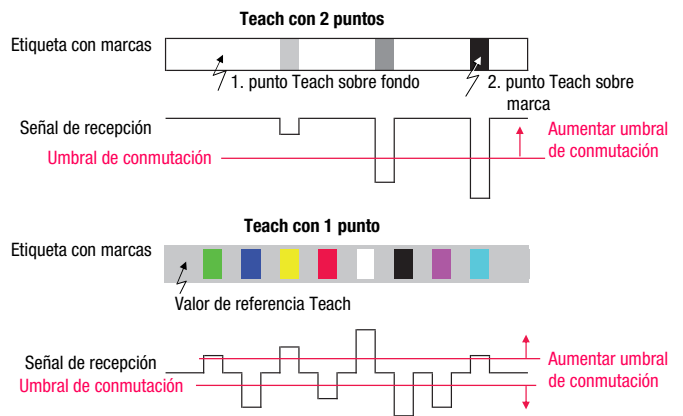 Teach con 2 puntos
Etiqueta con marcas
1. punto Teach sobre fondo
2. punto Teach sobre
marca
Señal de recepción
Umbral de conmutación
Aumentar umbral
de conmutación
Teach con 1 punto
Etiqueta con marcas
Valor de referencia Teach
Señal de recepción
Umbral de conmutación
Aumentar umbral
de conmutación